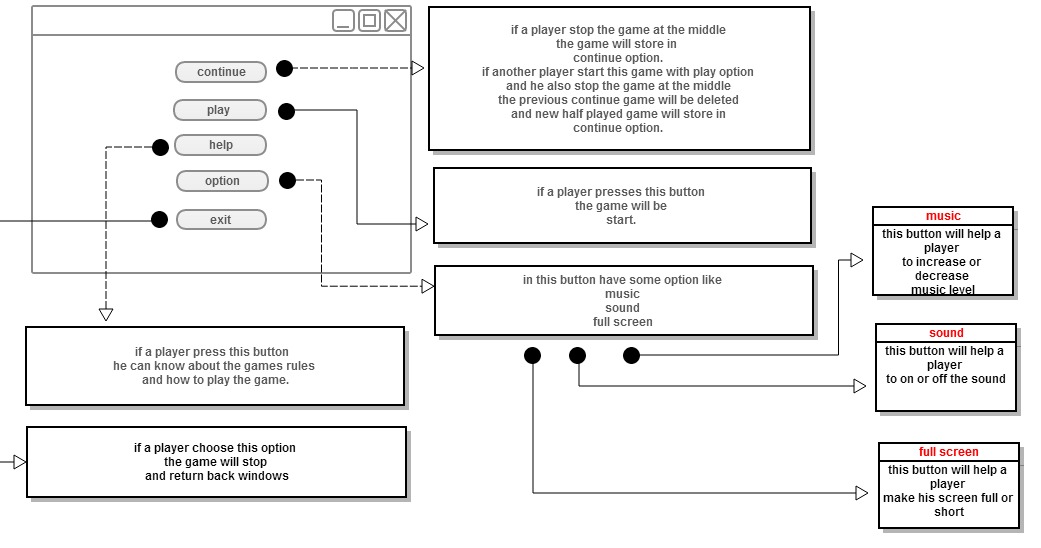 continue
play
help
option
exit
if a player stop the game at the middle
the game will store in
continue option.
if another player start this game with play option
and he also stop the game at the middle
the previous continue game will be deleted
and new half played game will store in
continue option.
if a player presses this button
the game will be
start.
in this button have some option like
music
sound
full screen
if a player press this button
he can know about the games rules
and how to play the game.
if a player choose this option
the game will stop
and return back windows
music
this button will help a
player
to increase or
decrease
music level
sound
this button will help a
player
to on or off the sound
full screen
this button will help a
player
make his screen full or
short